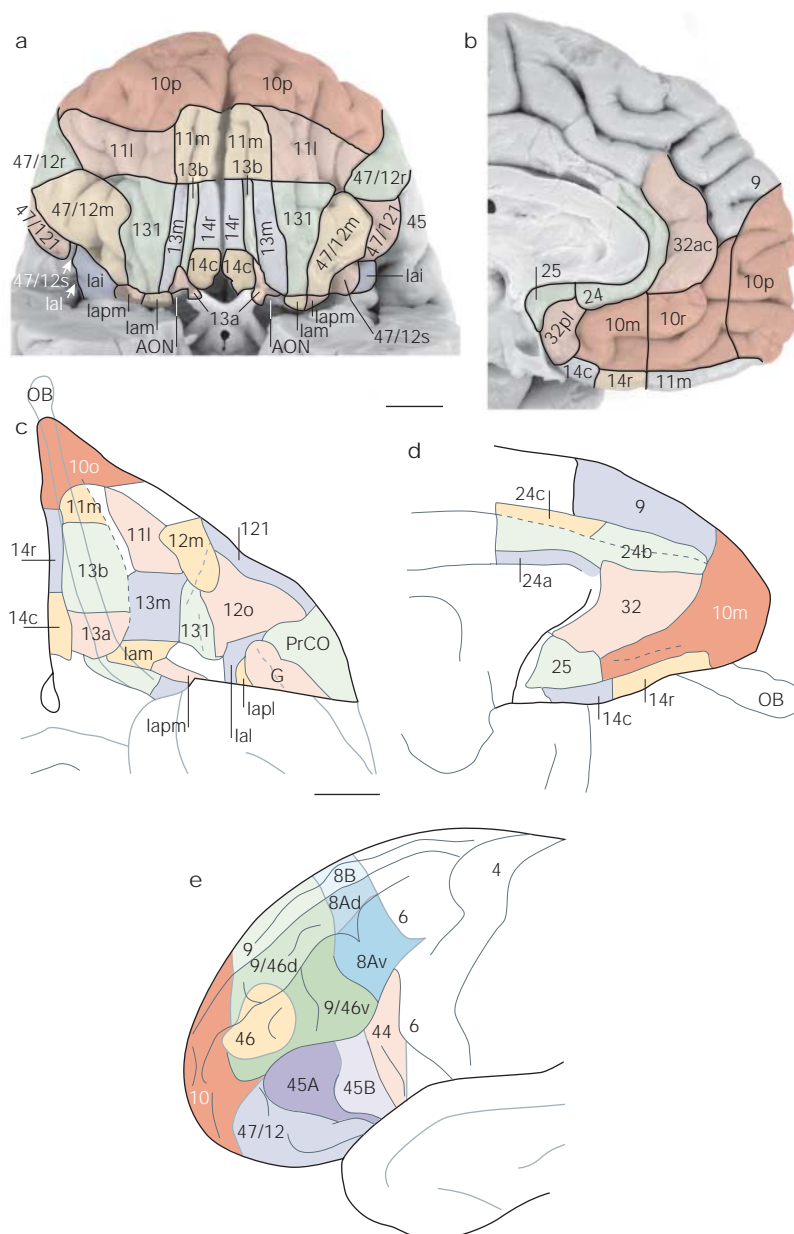 a
10p 10p
11m 11m
11l 13b 13b 11l
47/12r 47/12r
47/12m 131 13m 14r 14r 13m 131 47/12m 47/121 45
47/121
14c 14c
47/12s lai lai
lal
lapm 13a lapm
lam lam 47/12s
AON AON
b
9
32ac
25 24 10p
32pl 10m 10r
14c 14r 11m
c
OB
10o
11m 11l 12m 121
14r
13b
13m 12o
14c 13a 131 PrCO
lam G
lapm lal lapl
d
24c 9
24b
24a
32 10m
25
14c 14r OB
e
8B 4
8Ad
6
9 8Av
9/46d
9/46v
46 44 6
45A 45B
10
47/12